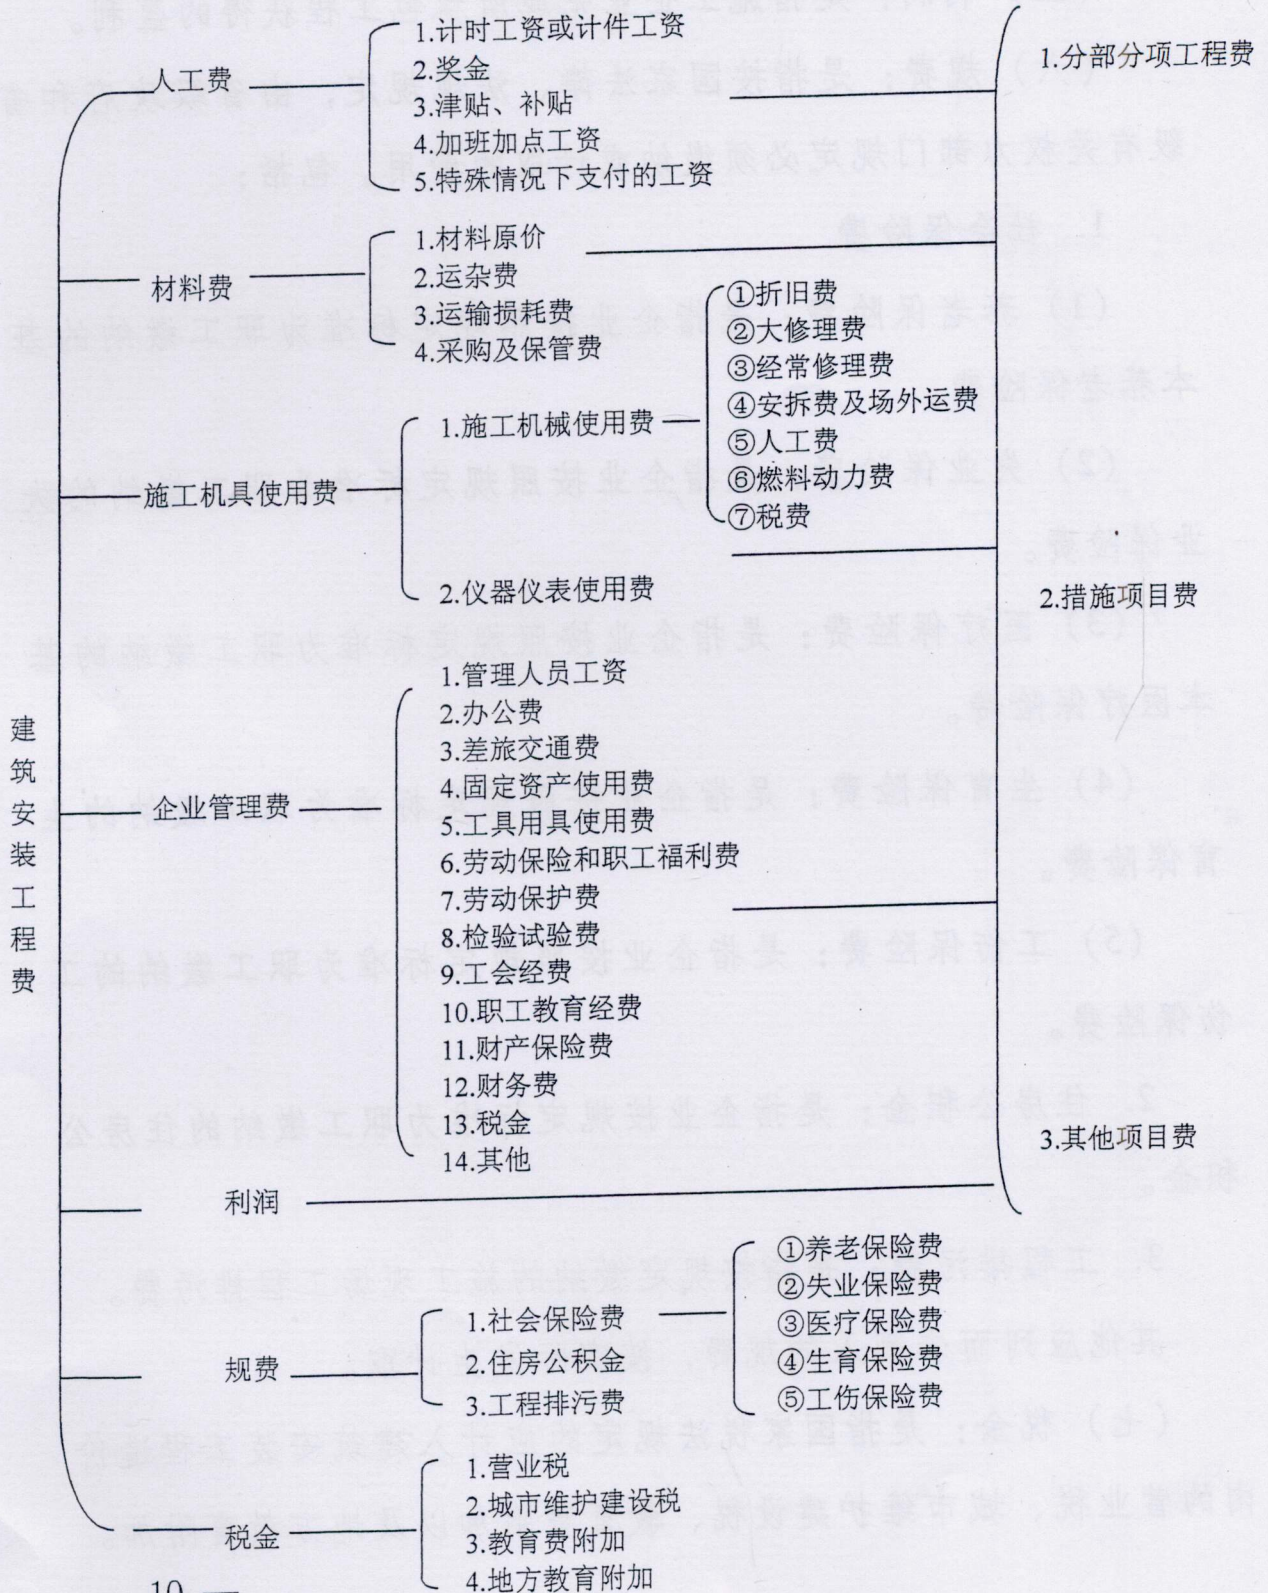 建筑安装工程费
人工费
1.计时工资或计件工资
2.奖金
3.津贴、补贴
4.加班加点工资
5.特殊情况下支付的工资
材料费
1.材料原价
2.运杂费
3.运输损耗费
4.采购及保管费
施工机具使用费
1.施工机械使用费
①折旧费
②大修理费
③经常修理费
④安拆费及场外运费
⑤人工费
⑥燃料动力费
⑦税费
2.仪器仪表使用费
企业管理费
1.管理人员工资
2.办公费
3.差旅交通费
4.固定资产使用费
5.工具用具使用费
6.劳动保险和职工福利费
7.劳动保护费
8.检验试验费
9.工会经费
10.职工教育经费
11.财产保险费
12.财务费
13.税金
14.其他
利润
规费
1.社会保险费
①养老保险费
②失业保险费
③医疗保险费
④生育保险费
⑤工伤保险费
2.住房公积金
3.工程排污费
税金
1.营业税
2.城市维护建设税
3.教育费附加
4.地方教育附加
1.分部分项工程费
2.措施项目费
3.其他项目费
10 —